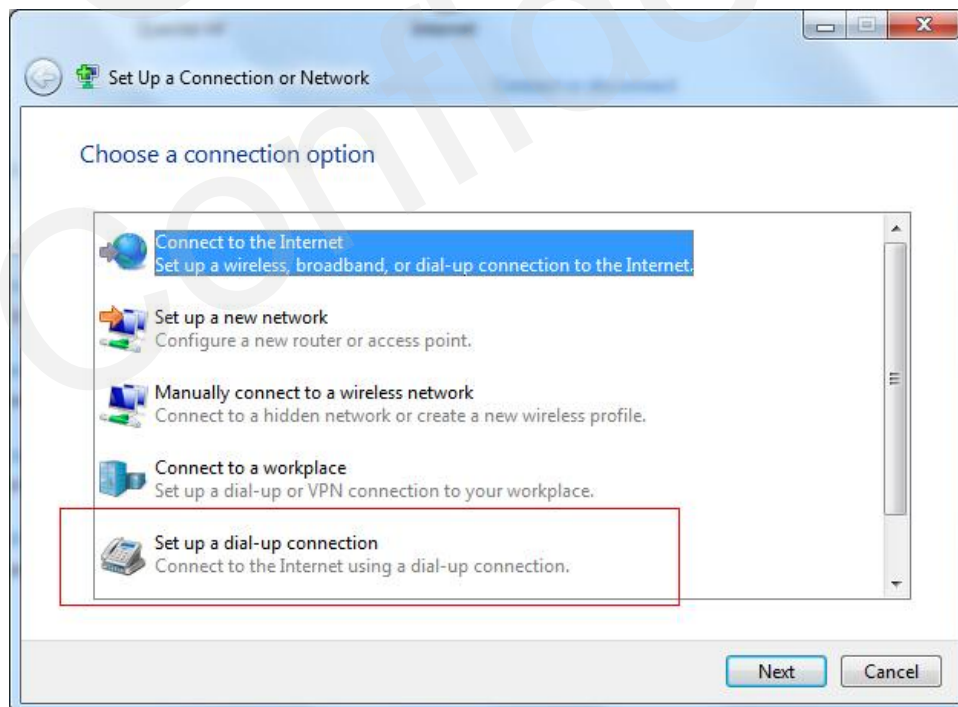 Set Up a Connection or Network
Choose a connection option
Connect to the Internet
Set up a wireless, broadband, or dial-up connection to the Internet.
Set up a new network
Configure a new router or access point.
Manually connect to a wireless network
Connect to a hidden network or create a new wireless profile.
Connect to a workplace
Set up a dial-up or VPN connection to your workplace.
Set up a dial-up connection
Connect to the Internet using a dial-up connection.
Next
Cancel